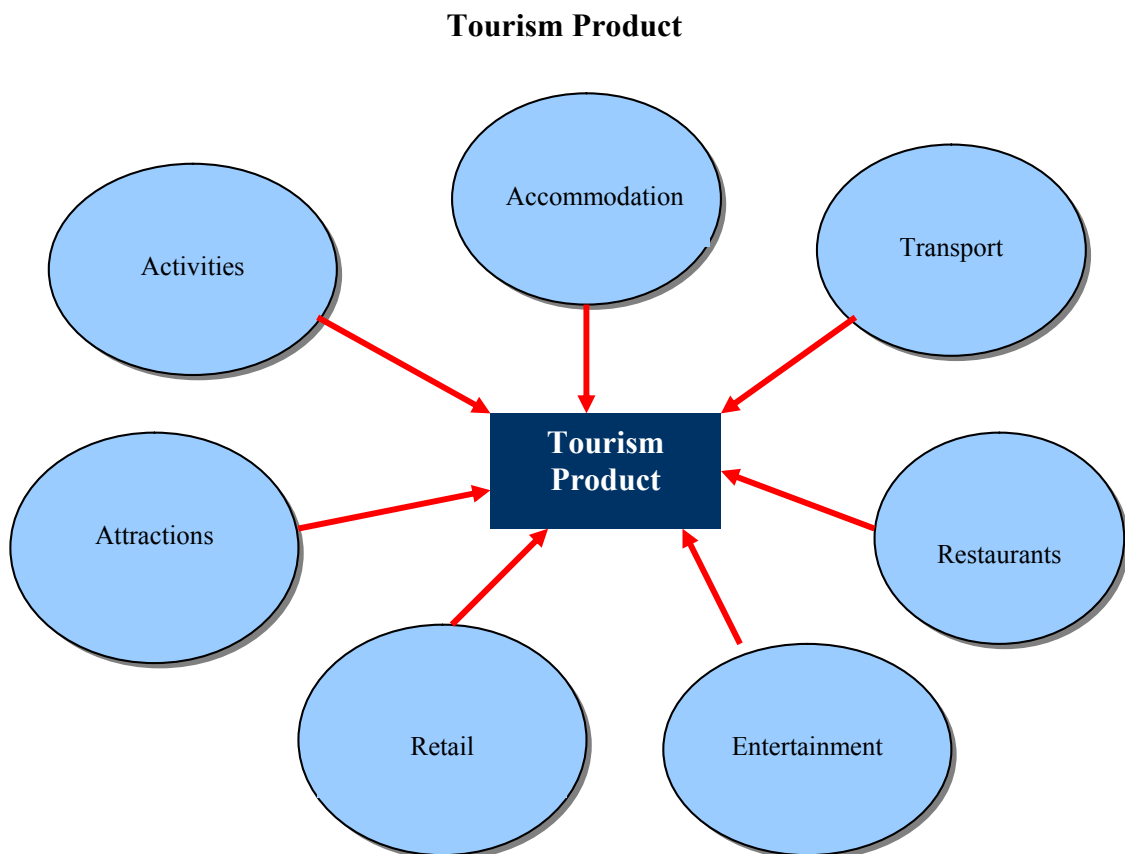 Tourism Product
Accommodation
Transport
Activities
Tourism
Product
Attractions
Restaurants
Retail
Entertainment